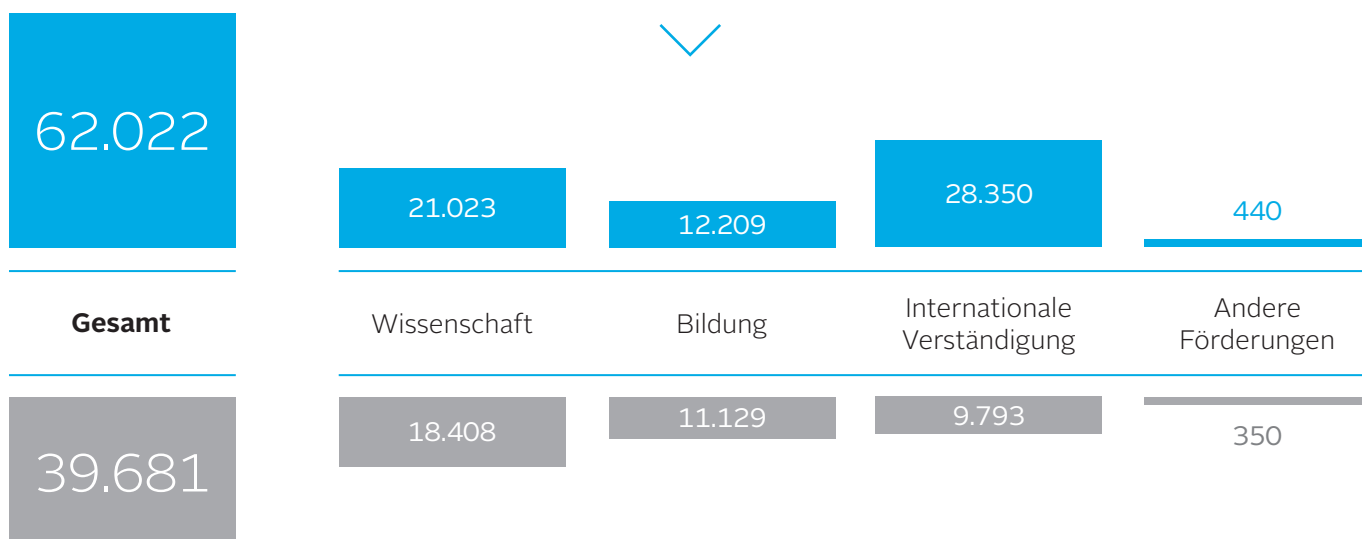 62.022
21.023
12.209
28.350
440
Gesamt
Wissenschaft
Bildung
Internationale
Verständigung
Andere
Förderungen
39.681
18.408
11.129
9.793
350